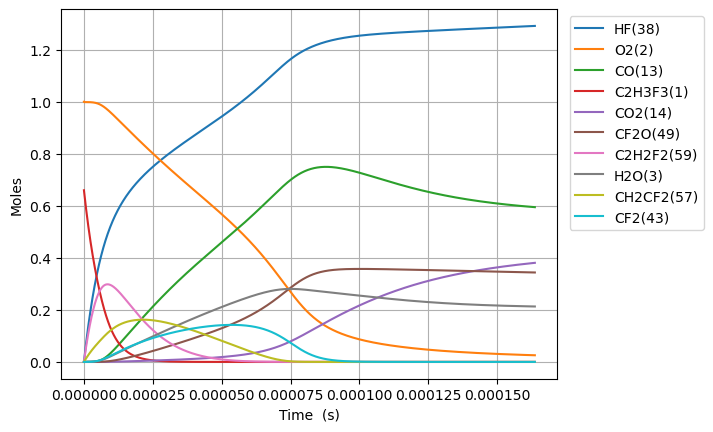 HF(38)
O2(2)
CO(13)
C2H3F3(1)
CO2(14)
CF2O(49)
C2H2F2(59)
H2O(3)
CH2CF2(57)
CF2(43)
1.2
1.0
0.8
0.6
0.4
0.2
0.0
Moles
0.000000 0.000025 0.000050 0.000075 0.000100 0.000125 0.000150
Time (s)